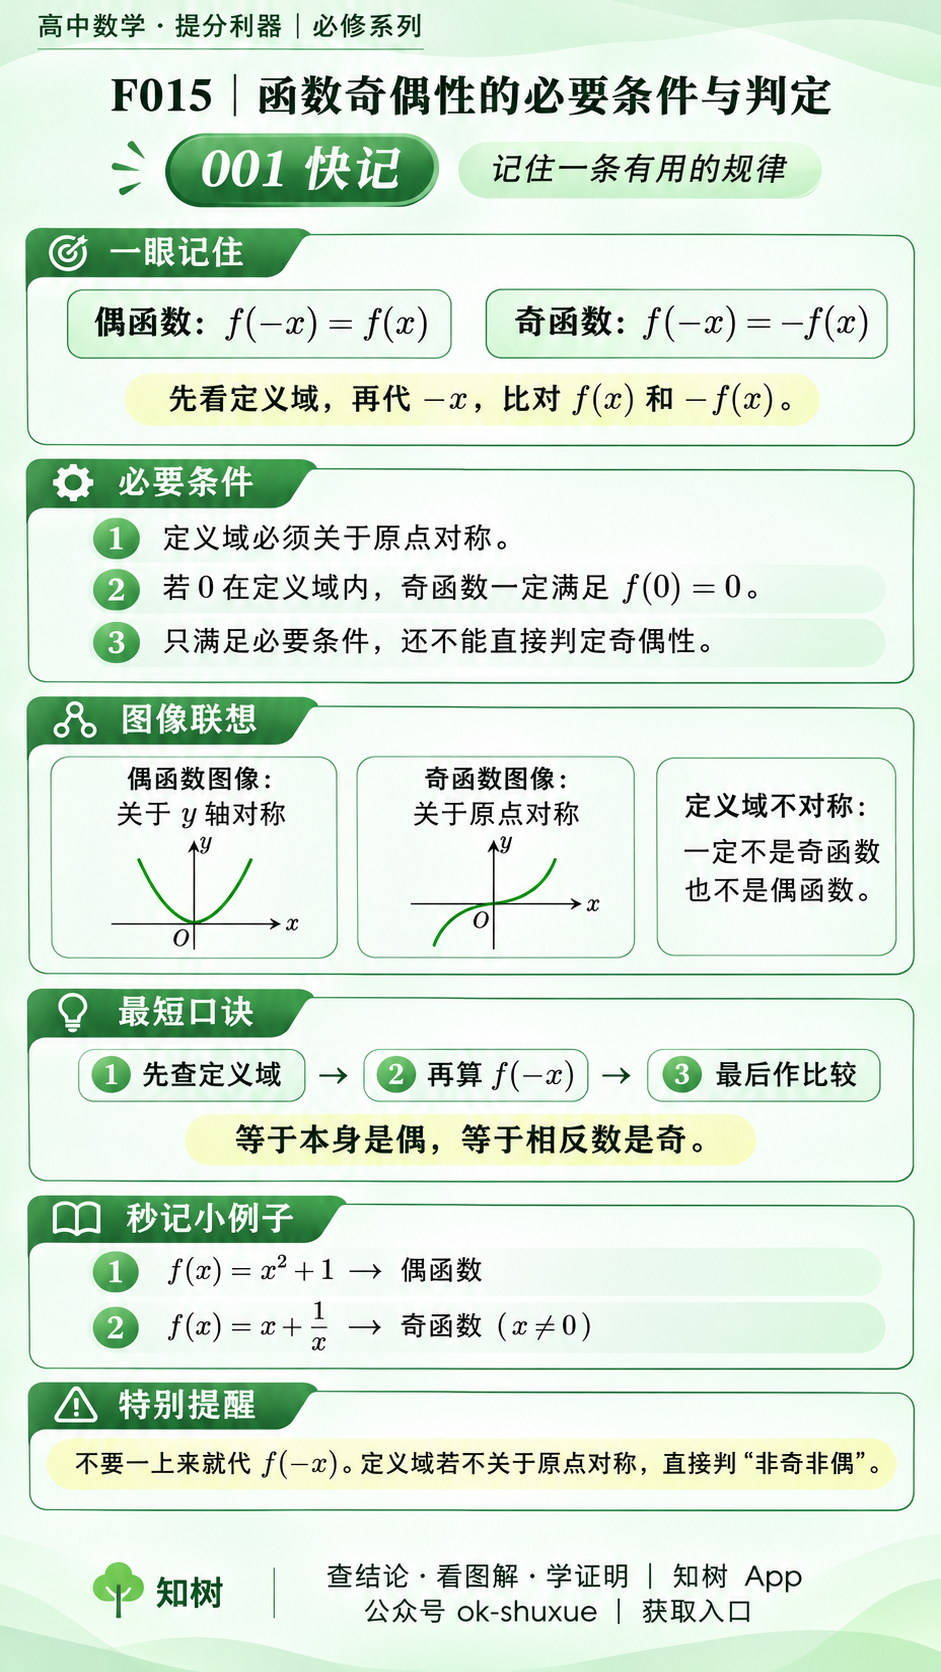 高中数学 · 提分利器｜必修系列
F015｜函数奇偶性的必要条件与判定
001 快记
记住一条有用的规律
一眼记住
偶函数：f(−x) = f(x)
奇函数：f(−x) = −f(x)
先看定义域，再代 −x，比对 f(x) 和 −f(x)。
必要条件
1 定义域必须关于原点对称。
2 若 0 在定义域内，奇函数一定满足 f(0) = 0。
3 只满足必要条件，还不能直接判定奇偶性。
图像联想
偶函数图像：
关于 y 轴对称
y
x
O
奇函数图像：
关于原点对称
y
x
O
定义域不对称：
一定不是奇函数
也不是偶函数。
最短口诀
1 先查定义域 → 2 再算 f(−x) → 3 最后作比较
等于本身是偶，等于相反数是奇。
秒记小例子
1 f(x) = x² + 1 → 偶函数
2 f(x) = x + 1/x → 奇函数（x ≠ 0）
特别提醒
不要一上来就代 f(−x)。定义域若不关于原点对称，直接判“非奇非偶”。
知树
查结论 · 看图解 · 学证明｜知树 App
公众号 ok-shuxue｜获取入口